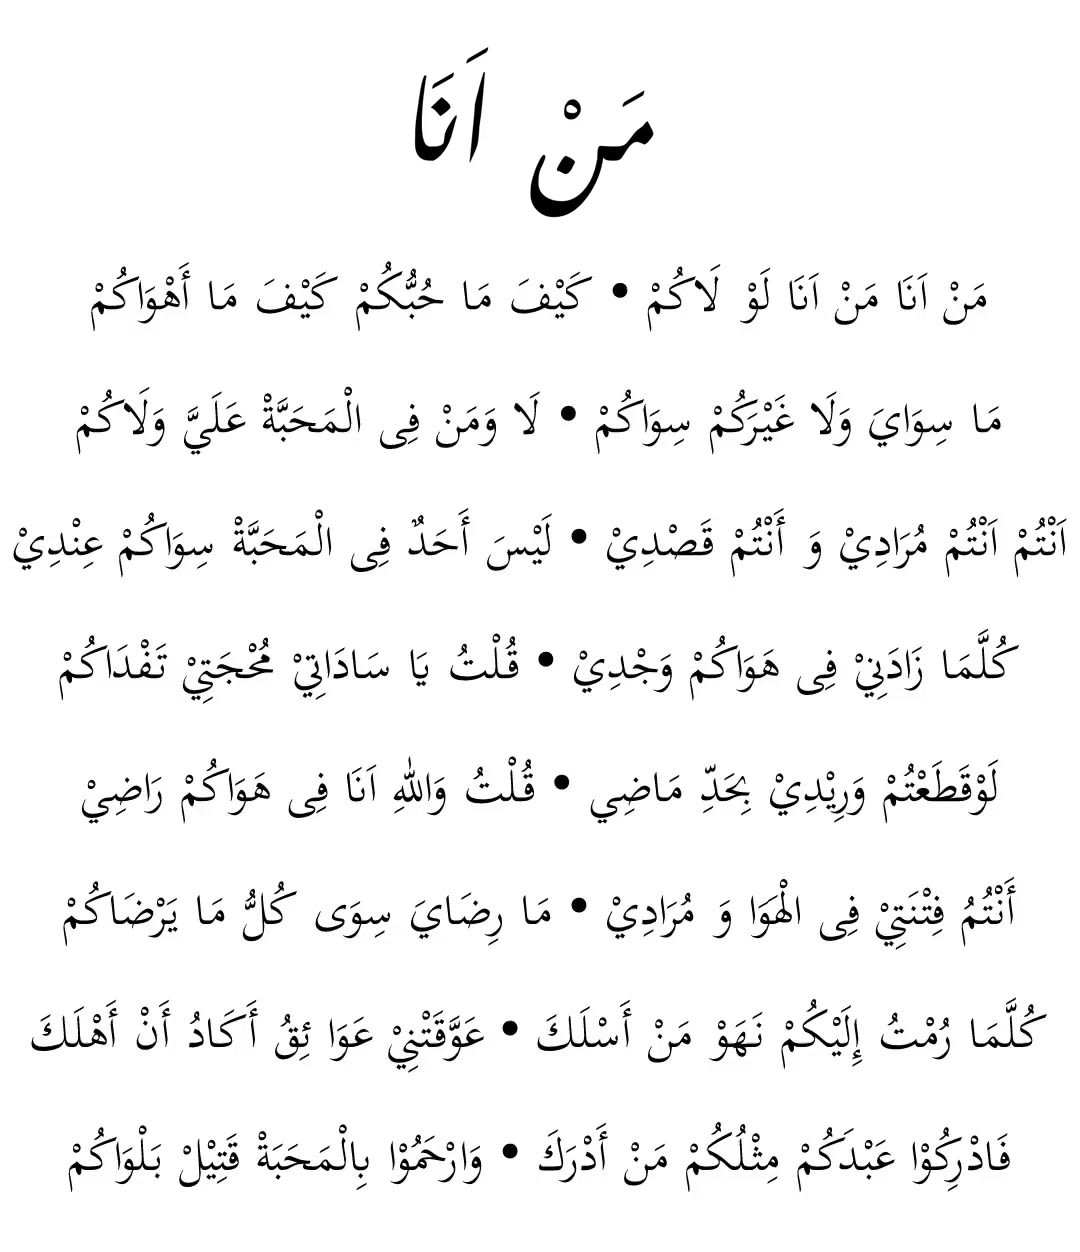 مَنْ اَنَا
مَنْ اَنَا مَنْ اَنَا لَوْ لَاكُمْ • كَيْفَ مَا حُبُّكُمْ كَيْفَ مَا أَهْوَاكُمْ
مَا سِوَايَ وَلَا غَيْرَكُمْ سِوَاكُمْ • لَا وَمَنْ فِى الْمَحَبَّةْ عَلَيَّ وَلَاكُمْ
اَنْتُمْ اَنْتُمْ مُرَادِيْ وَ أَنْتُمْ قَصْدِيْ • لَيْسَ أَحَدٌ فِى الْمَحَبَّةْ سِوَاكُمْ عِنْدِيْ
كُلَّمَا زَادَنِيْ فِى هَوَاكُمْ وَجْدِيْ • قُلْتُ يَا سَادَاتِيْ مُحْجَتِيْ تَفْدَاكُمْ
لَوْقَطَعْتُمْ وَرِيْدِيْ بِحَدِّ مَاضِي • قُلْتُ وَاللهِ اَنَا فِى هَوَاكُمْ رَاضِيْ
أَنْتُمُ فِتْنَتِيْ فِى الْهَوَا وَ مُرَادِيْ • مَا رِضَايَ سِوَى كُلُّ مَا يَرْضَاكُمْ
كُلَّمَا رُمْتُ إِلَيْكُمْ نَهَوْ مَنْ أَسْلَكَ • عَوَّقَتْنِيْ عَوَا ئِقُ أَكَادُ أَنْ أَهْلَكَ
فَاذْرِكُوْا عَبْدَكُمْ مِثْلُكُمْ مَنْ أَدْرَكَ • وَارْحَمُوْا بِالْمَحَبَةْ قَتِيْلْ بَلْوَاكُمْ